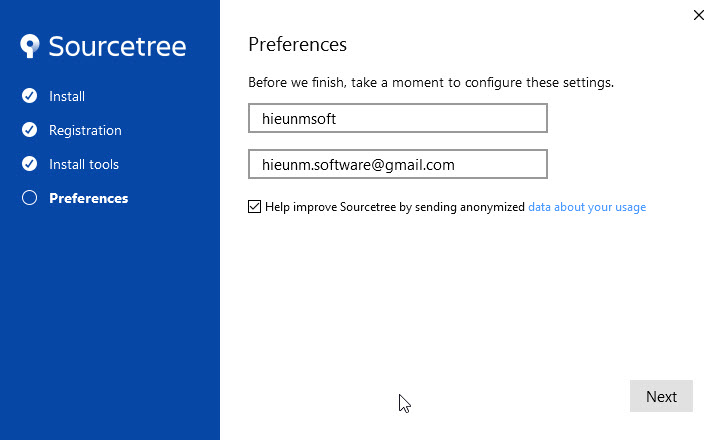 Sourcetree
Install
Registration
Install tools
Preferences
Preferences
Before we finish, take a moment to configure these settings.
hieunmsoft
hieunm.software@gmail.com
Help improve Sourcetree by sending anonymized data about your usage
Next